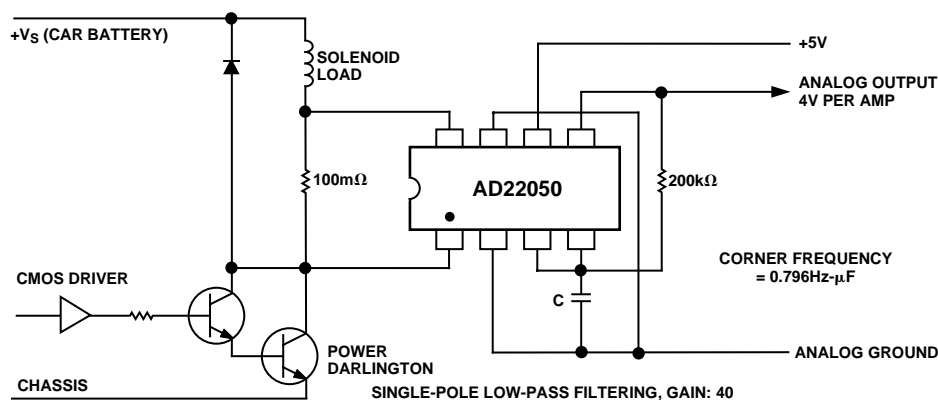 +VS (CAR BATTERY)
SOLENOID
LOAD
+5V
ANALOG OUTPUT
4V PER AMP
100mΩ
AD22050
200kΩ
CORNER FREQUENCY
= 0.796Hz-μF
CMOS DRIVER
C
POWER
DARLINGTON
ANALOG GROUND
CHASSIS
SINGLE-POLE LOW-PASS FILTERING, GAIN: 40